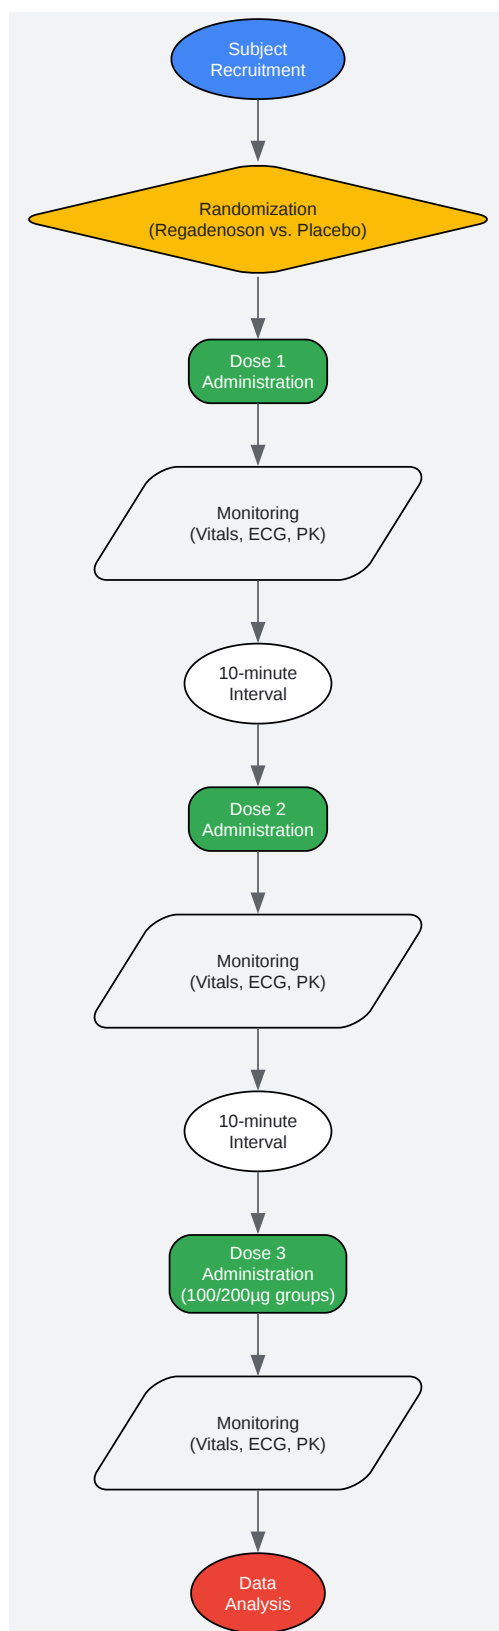 Subject
Recruitment
Randomization
(Regadenoson vs. Placebo)
Dose 1
Administration
Monitoring
(Vitals, ECG, PK)
10-minute
Interval
Dose 2
Administration
Monitoring
(Vitals, ECG, PK)
10-minute
Interval
Dose 3
Administration
(100/200µg groups)
Monitoring
(Vitals, ECG, PK)
Data
Analysis